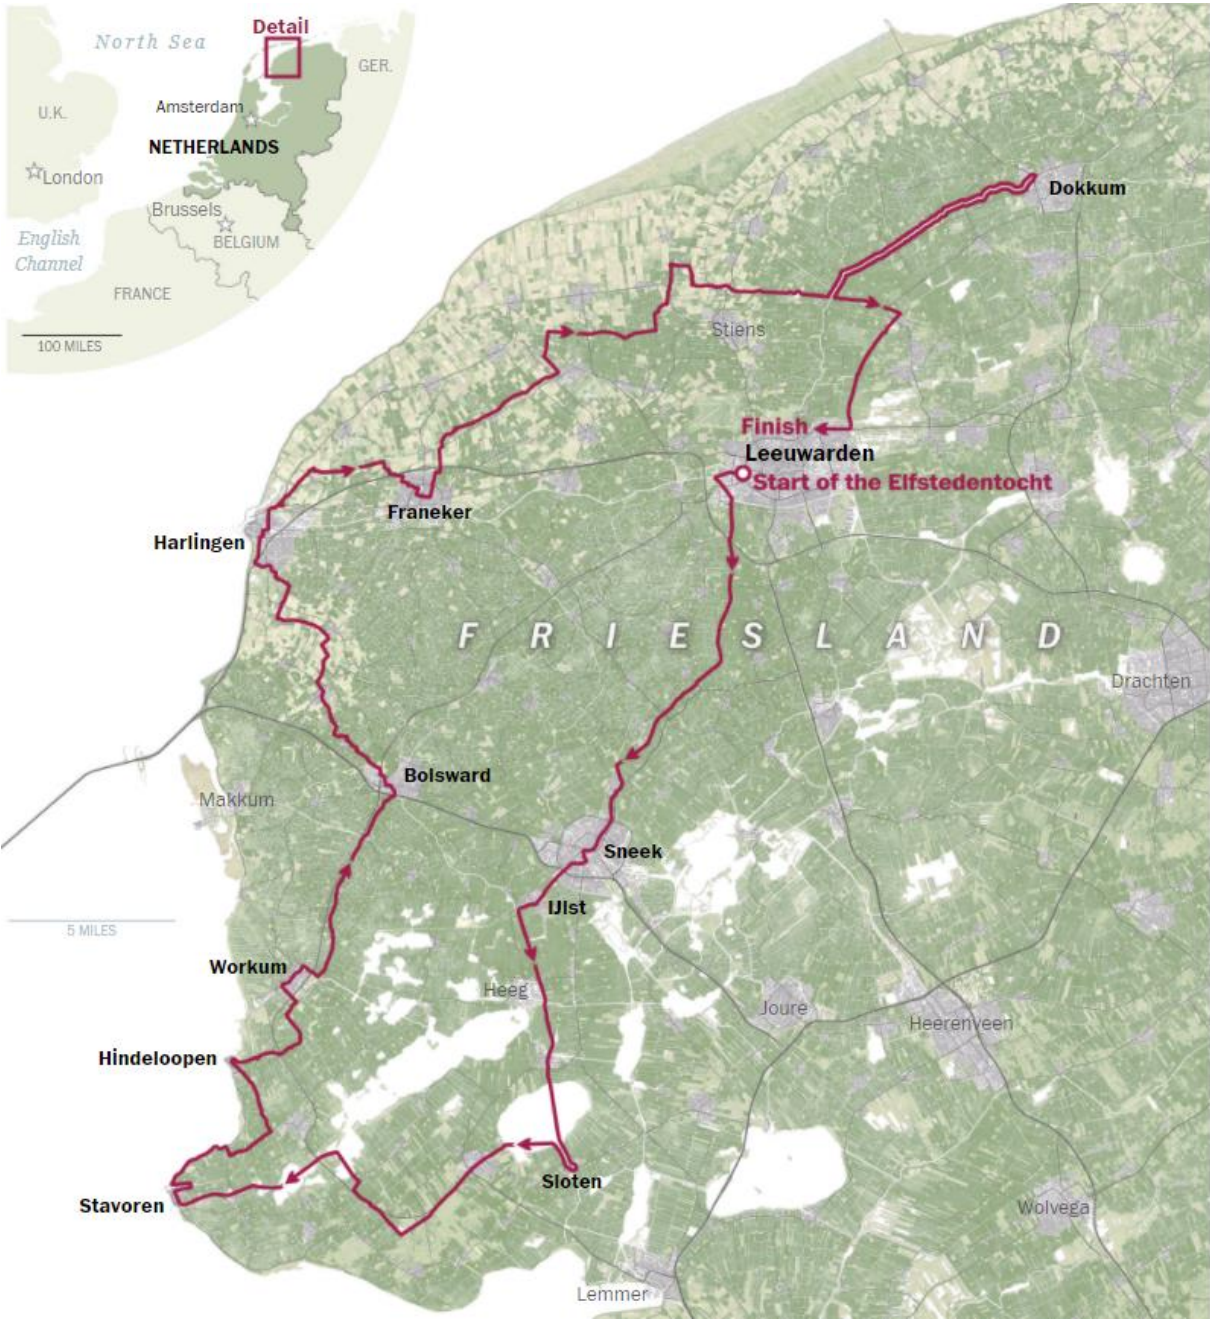 Detail
North Sea
GER.
U.K.
Amsterdam
NETHERLANDS
London
Brussels
BELGIUM
English
Channel
FRANCE
100 MILES
Dokkum
Stiens
Finish
Leeuwarden
Start of the Elfstedentocht
Franeker
Harlingen
FRIESLAND
Drachten
Bolsward
Makkum
Sneek
IJlst
5 MILES
Workum
Heeg
Joure
Heerenveen
Hindeloopen
Sloten
Stavoren
Wolvega
Lemmer